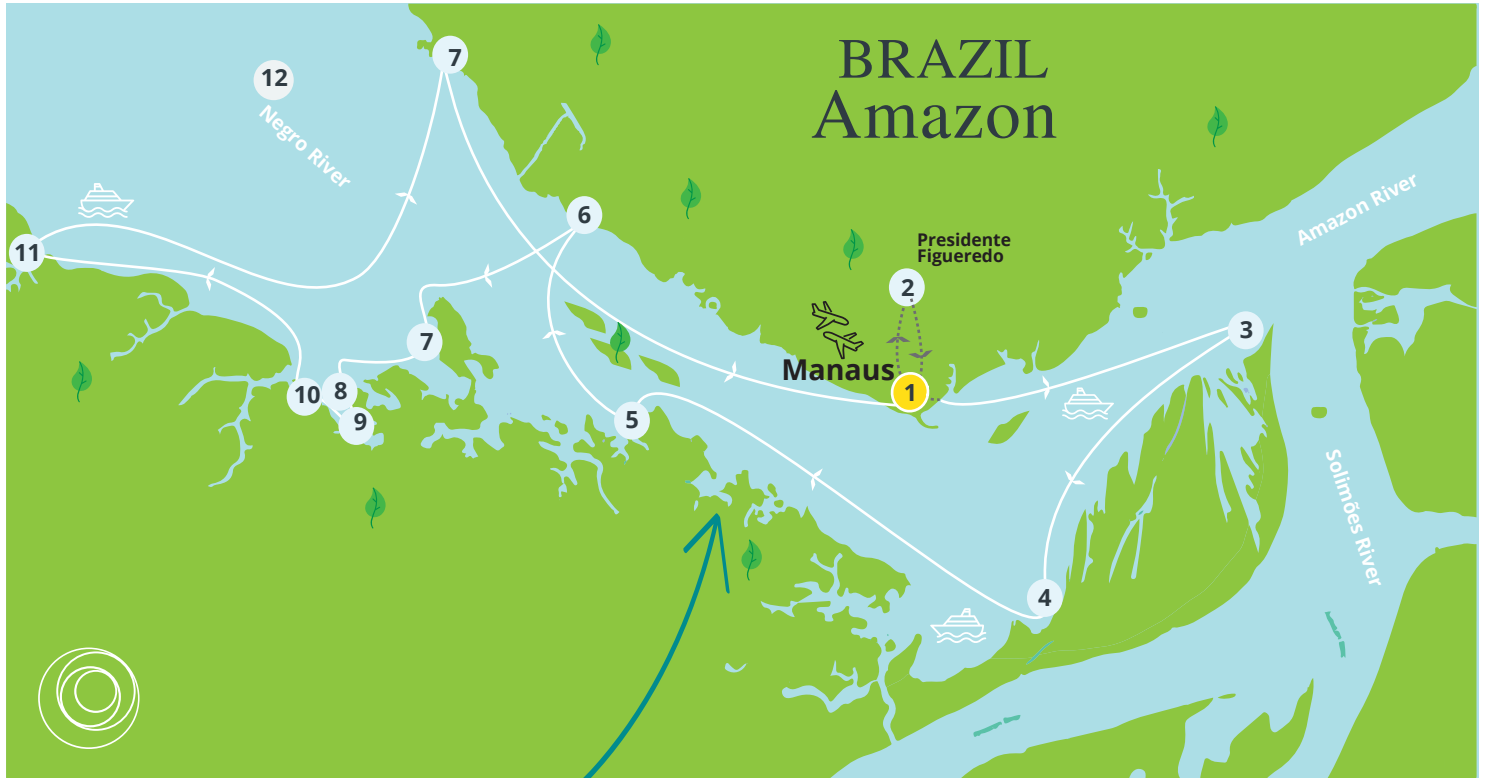 BRAZIL
Amazon
7
12
Negro River
Amazon River
6
Presidente
Figueredo
11
2
3
7
Manaus
1
10
8
9
5
Solimões River
4